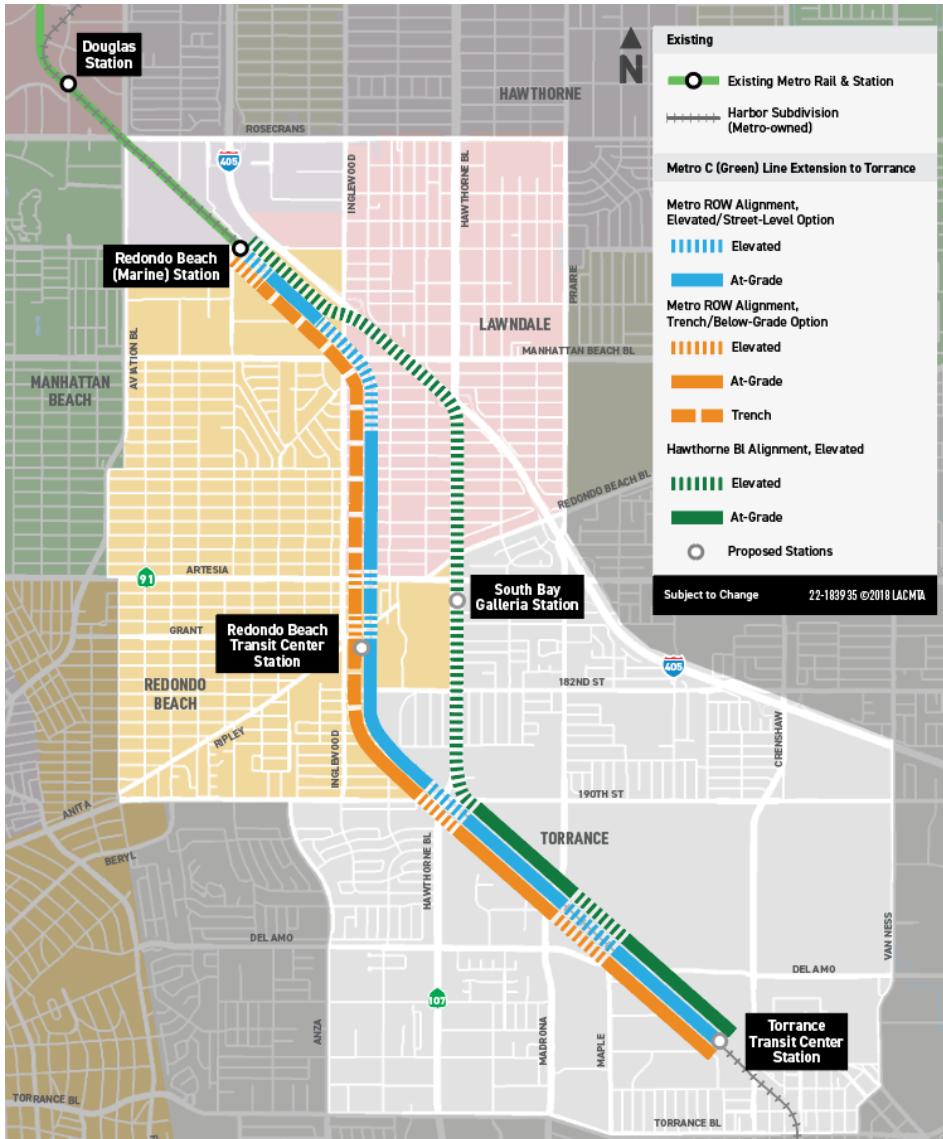 Douglas
Station
N
HAWTHORNE
ROSECRANS
405
INGLEWOOD
HAWTHORNE BL
PRAIRIE
Redondo Beach
(Marine) Station
LAWNDALE
MANHATTAN BEACH BL
AVIATION BL
MANHATTAN
BEACH
REDONDO BEACH BL
ARTESIA
91
South Bay
Galleria Station
GRANT
Redondo Beach
Transit Center
Station
405
182ND ST
REDONDO
BEACH
RIPLEY
INGLEWOOD
CRENSHAW
190TH ST
ANITA
BERYL
TORRANCE
HAWTHORNE BL
VAN NESS
DEL AMO
DEL AMO
107
ANZA
MADRONA
MAPLE
Torrance
Transit Center
Station
TORRANCE BL
TORRANCE BL
Existing
Existing Metro Rail & Station
Harbor Subdivision
(Metro-owned)
Metro C (Green) Line Extension to Torrance
Metro ROW Alignment,
Elevated/Street-Level Option
Elevated
At-Grade
Metro ROW Alignment,
Trench/Below-Grade Option
Elevated
At-Grade
Trench
Hawthorne Bl Alignment, Elevated
Elevated
At-Grade
Proposed Stations
Subject to Change 22-183935 ©2018 LACMTA